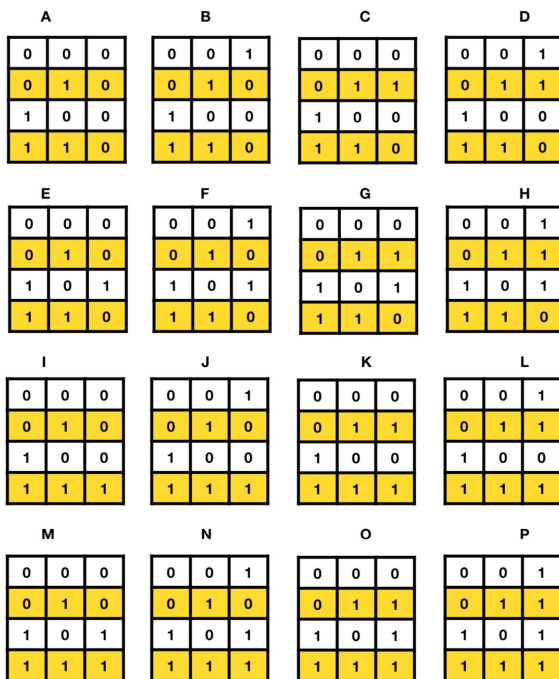 A B C D
0 0 0 0 0 1 0 0 0 0 0 1
0 1 0 0 1 0 0 1 1 0 1 1
1 0 0 1 0 0 1 0 0 1 0 0
1 1 0 1 1 0 1 1 0 1 1 0
E F G H
0 0 0 0 0 1 0 0 0 0 0 1
0 1 0 0 1 0 0 1 1 0 1 1
1 0 1 1 0 1 1 0 1 1 0 1
1 1 0 1 1 0 1 1 0 1 1 0
I J K L
0 0 0 0 0 1 0 0 0 0 0 1
0 1 0 0 1 0 0 1 1 0 1 1
1 0 0 1 0 0 1 0 0 1 0 0
1 1 1 1 1 1 1 1 1 1 1 1
M N O P
0 0 0 0 0 1 0 0 0 0 0 1
0 1 0 0 1 0 0 1 1 0 1 1
1 0 1 1 0 1 1 0 1 1 0 1
1 1 1 1 1 1 1 1 1 1 1 1